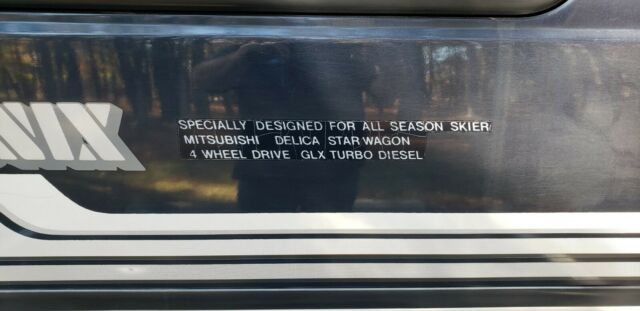 SPECIALLY DESIGNED FOR ALL SEASON SKIER
MITSUBISHI DELICA STAR WAGON
4 WHEEL DRIVE GLX TURBO DIESEL